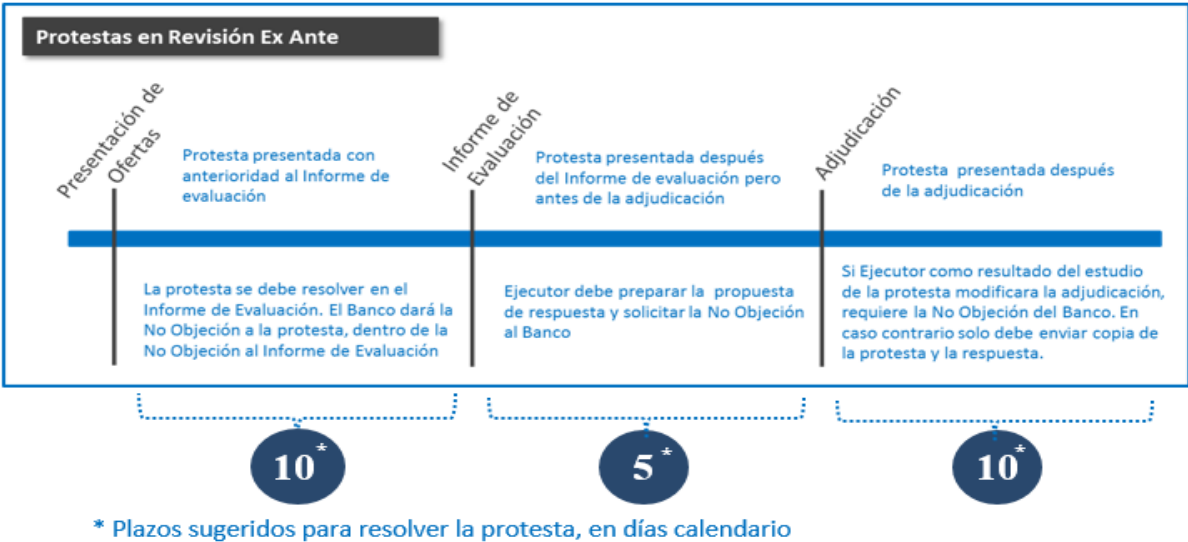 Protestas en Revisión Ex Ante
Presentación de
Ofertas
Informe de
Evaluación
Adjudicación
Protesta presentada con
anterioridad al Informe de
evaluación
Protesta presentada después
del Informe de evaluación pero
antes de la adjudicación
Protesta presentada después
de la adjudicación
La protesta se debe resolver en el
Informe de Evaluación. El Banco dará la
No Objeción a la protesta, dentro de la
No Objeción al Informe de Evaluación
Ejecutor debe preparar la propuesta
de respuesta y solicitar la No Objeción
al Banco
Si Ejecutor como resultado del estudio
de la protesta modificara la adjudicación,
requiere la No Objeción del Banco. En
caso contrario solo debe enviar copia de
la protesta y la respuesta.
10*
5*
10*
* Plazos sugeridos para resolver la protesta, en días calendario